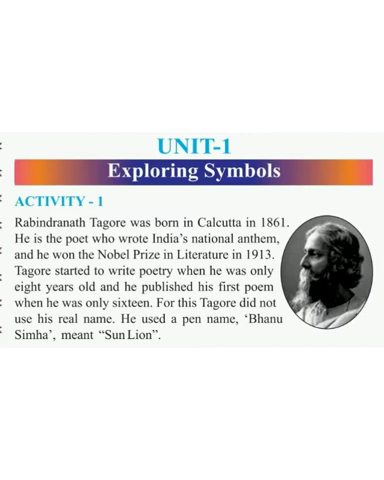 UNIT-1
Exploring Symbols
ACTIVITY - 1
Rabindranath Tagore was born in Calcutta in 1861.
He is the poet who wrote India's national anthem,
and he won the Nobel Prize in Literature in 1913.
Tagore started to write poetry when he was only
eight years old and he published his first poem
when he was only sixteen. For this Tagore did not
use his real name. He used a pen name, 'Bhanu
Simha', meant "Sun Lion".